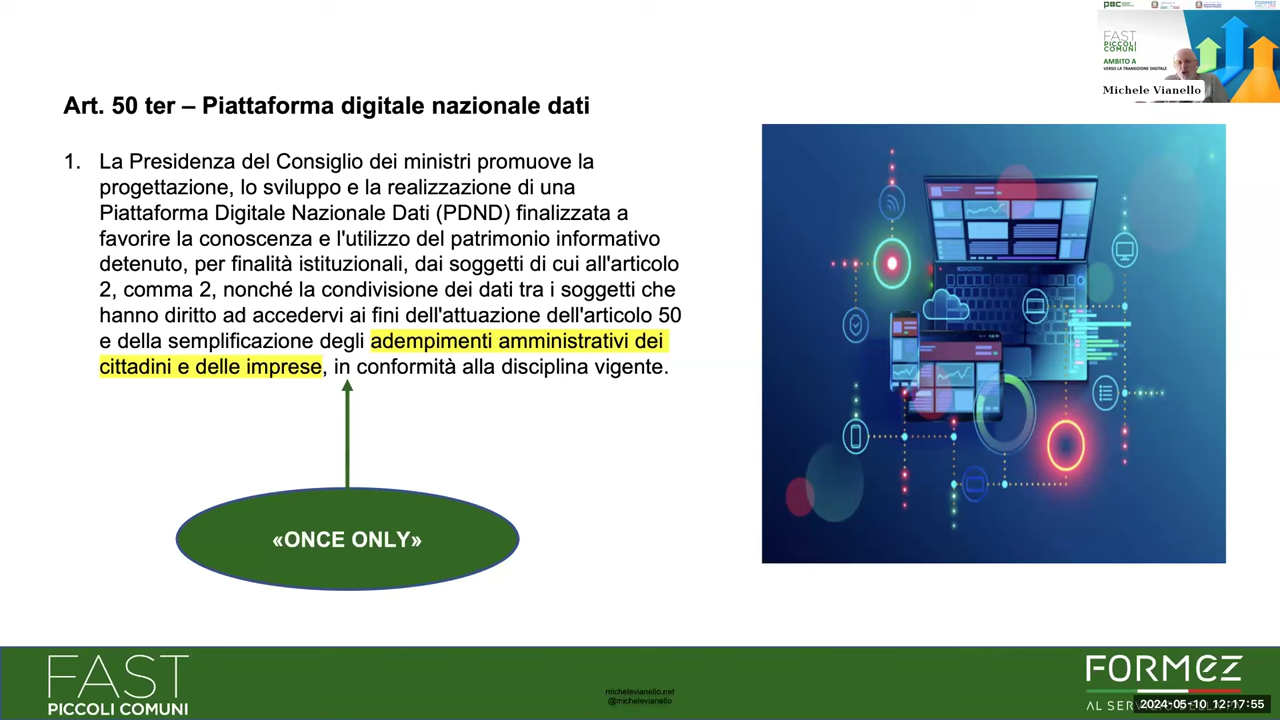 FAST
PICCOLI
COMUNI
AMBITO A
VERSO LA TRANSIZIONE DIGITALE
Michele Vianello
Art. 50 ter – Piattaforma digitale nazionale dati
1. La Presidenza del Consiglio dei ministri promuove la
progettazione, lo sviluppo e la realizzazione di una
Piattaforma Digitale Nazionale Dati (PDND) finalizzata a
favorire la conoscenza e l'utilizzo del patrimonio informativo
detenuto, per finalità istituzionali, dai soggetti di cui all'articolo
2, comma 2, nonché la condivisione dei dati tra i soggetti che
hanno diritto ad accedervi ai fini dell'attuazione dell'articolo 50
e della semplificazione degli adempimenti amministrativi dei
cittadini e delle imprese, in conformità alla disciplina vigente.
«ONCE ONLY»
FAST
PICCOLI COMUNI
michelevianello.net
@michelevianello
FORMEZ
AL SERVIZIO
2024-05-10 12:17:55